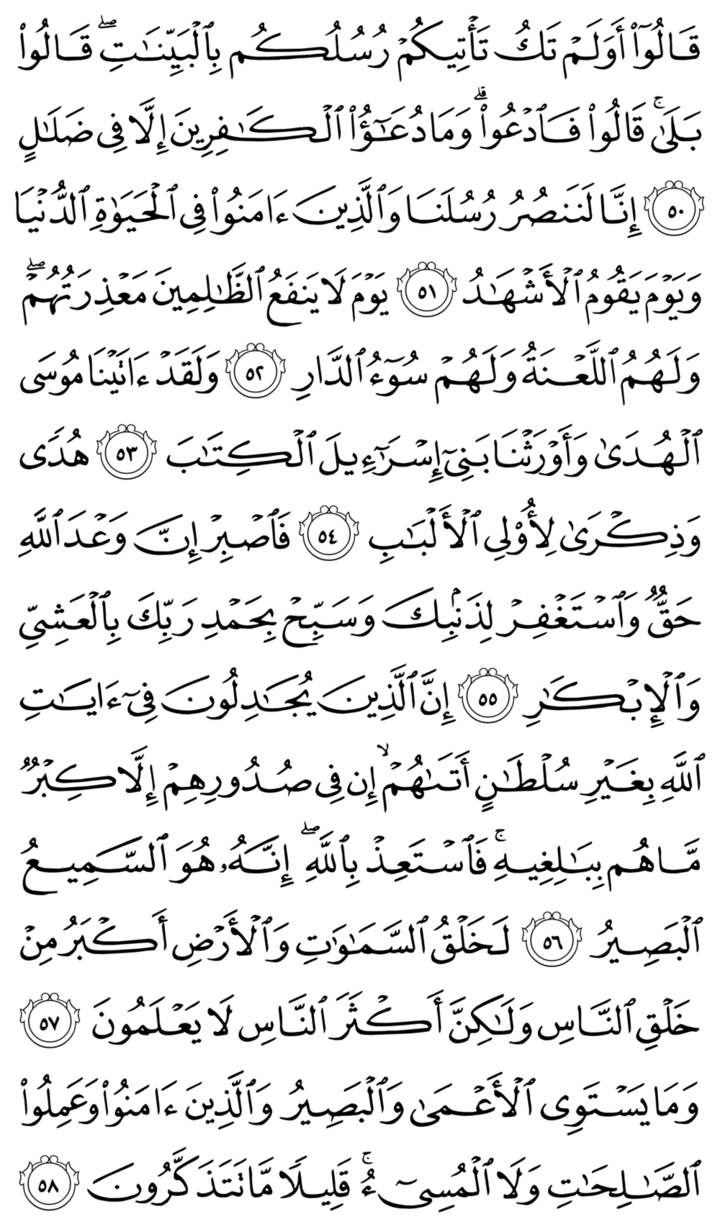 قَالُوٓا۟ أَوَلَمْ تَكُ تَأْتِيكُمْ رُسُلُكُم بِٱلْبَيِّنَـٰتِ ۖ قَالُوا۟
بَلَىٰ ۚ قَالُوا۟ فَٱدْعُوا۟ ۗ وَمَا دُعَـٰٓؤُا۟ ٱلْكَـٰفِرِينَ إِلَّا فِى ضَلَـٰلٍ
٥٠ إِنَّا لَنَنصُرُ رُسُلَنَا وَٱلَّذِينَ ءَامَنُوا۟ فِى ٱلْحَيَوٰةِ ٱلدُّنْيَا
وَيَوْمَ يَقُومُ ٱلْأَشْهَـٰدُ ٥١ يَوْمَ لَا يَنفَعُ ٱلظَّـٰلِمِينَ مَعْذِرَتُهُمْ ۖ
وَلَهُمُ ٱللَّعْنَةُ وَلَهُمْ سُوٓءُ ٱلدَّارِ ٥٢ وَلَقَدْ ءَاتَيْنَا مُوسَى
ٱلْهُدَىٰ وَأَوْرَثْنَا بَنِىٓ إِسْرَٰٓءِيلَ ٱلْكِتَـٰبَ ٥٣ هُدًى
وَذِكْرَىٰ لِأُو۟لِى ٱلْأَلْبَـٰبِ ٥٤ فَٱصْبِرْ إِنَّ وَعْدَ ٱللَّهِ
حَقٌّ وَٱسْتَغْفِرْ لِذَنۢبِكَ وَسَبِّحْ بِحَمْدِ رَبِّكَ بِٱلْعَشِىِّ
وَٱلْإِبْكَـٰرِ ٥٥ إِنَّ ٱلَّذِينَ يُجَـٰدِلُونَ فِىٓ ءَايَـٰتِ
ٱللَّهِ بِغَيْرِ سُلْطَـٰنٍ أَتَىٰهُمْ ۙ إِن فِى صُدُورِهِمْ إِلَّا كِبْرٌ
مَّا هُم بِبَـٰلِغِيهِ ۚ فَٱسْتَعِذْ بِٱللَّهِ ۖ إِنَّهُۥ هُوَ ٱلسَّمِيعُ
ٱلْبَصِيرُ ٥٦ لَخَلْقُ ٱلسَّمَـٰوَٰتِ وَٱلْأَرْضِ أَكْبَرُ مِنْ
خَلْقِ ٱلنَّاسِ وَلَـٰكِنَّ أَكْثَرَ ٱلنَّاسِ لَا يَعْلَمُونَ ٥٧
وَمَا يَسْتَوِى ٱلْأَعْمَىٰ وَٱلْبَصِيرُ وَٱلَّذِينَ ءَامَنُوا۟ وَعَمِلُوا۟
ٱلصَّـٰلِحَـٰتِ وَلَا ٱلْمُسِىٓءُ ۚ قَلِيلًا مَّا تَتَذَكَّرُونَ ٥٨